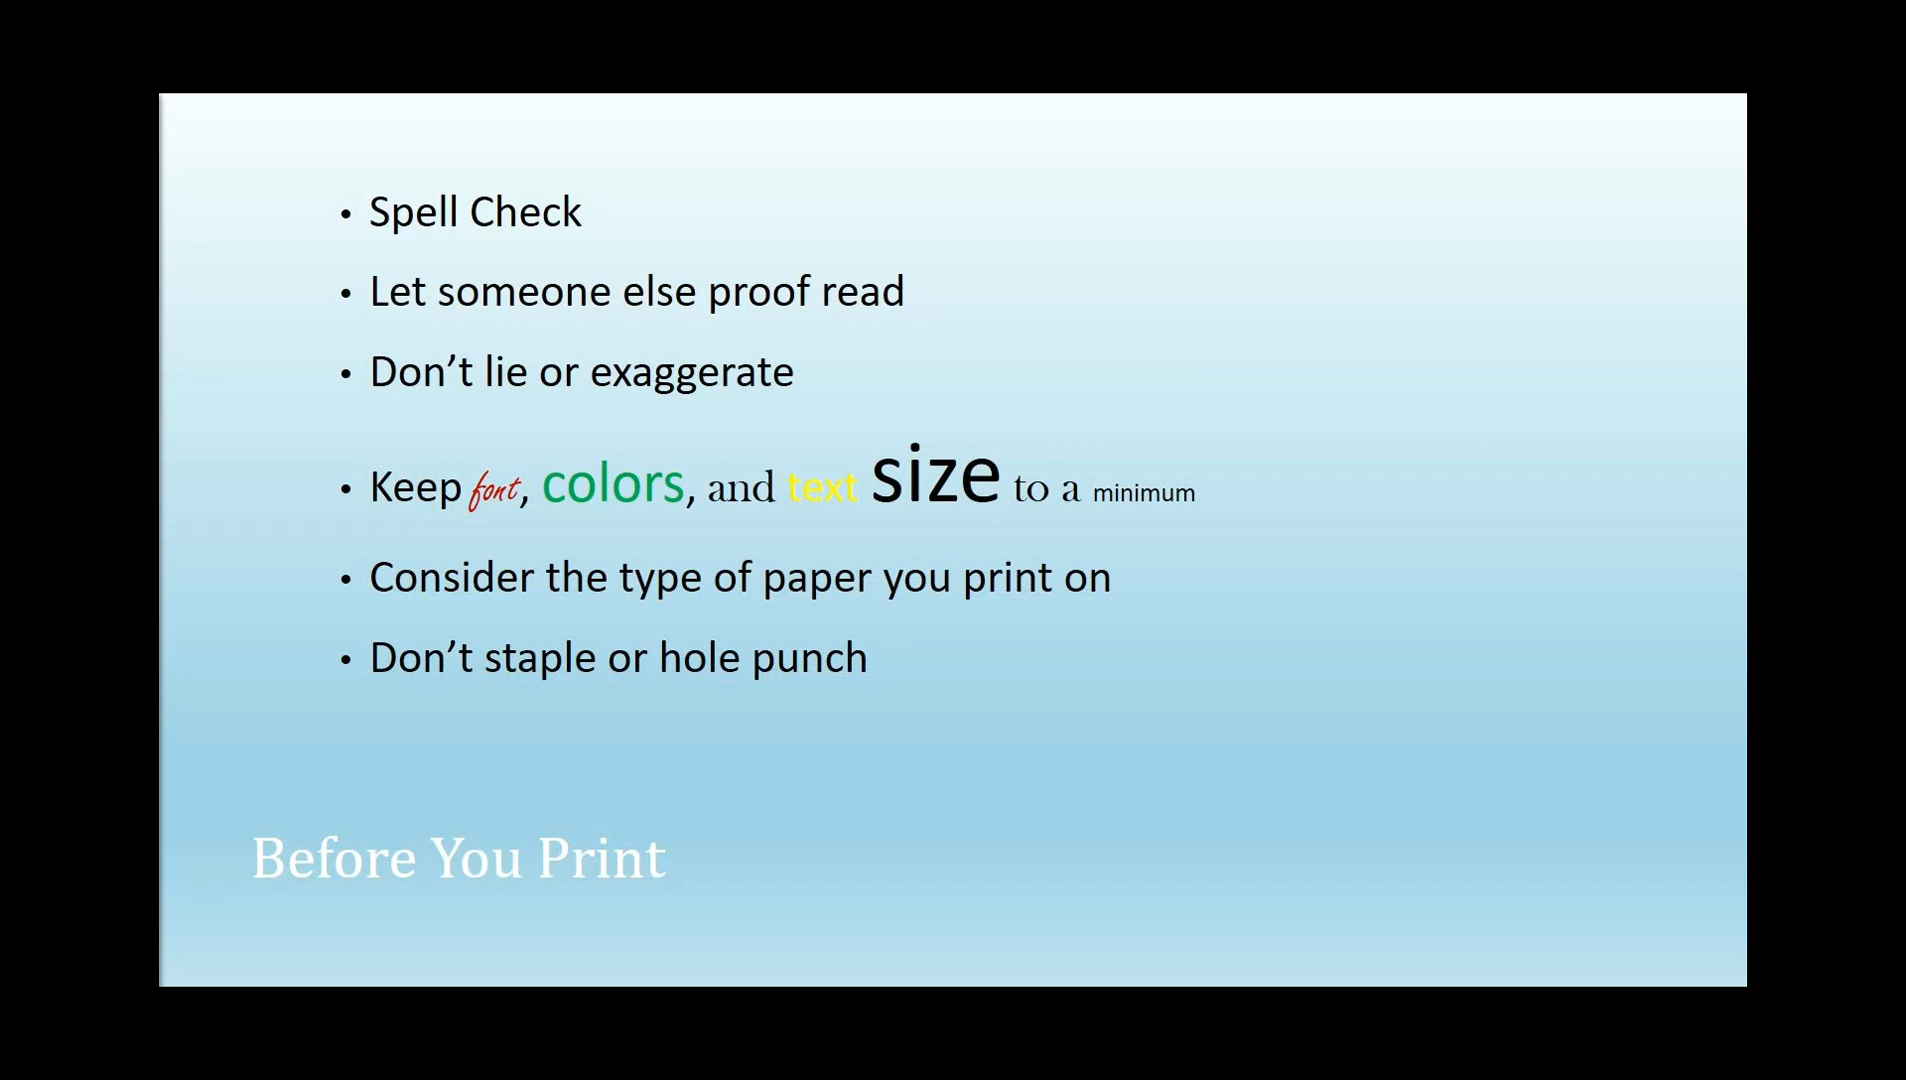 • Spell Check
• Let someone else proof read
• Don’t lie or exaggerate
• Keep font, colors, and text size to a minimum
• Consider the type of paper you print on
• Don’t staple or hole punch
Before You Print